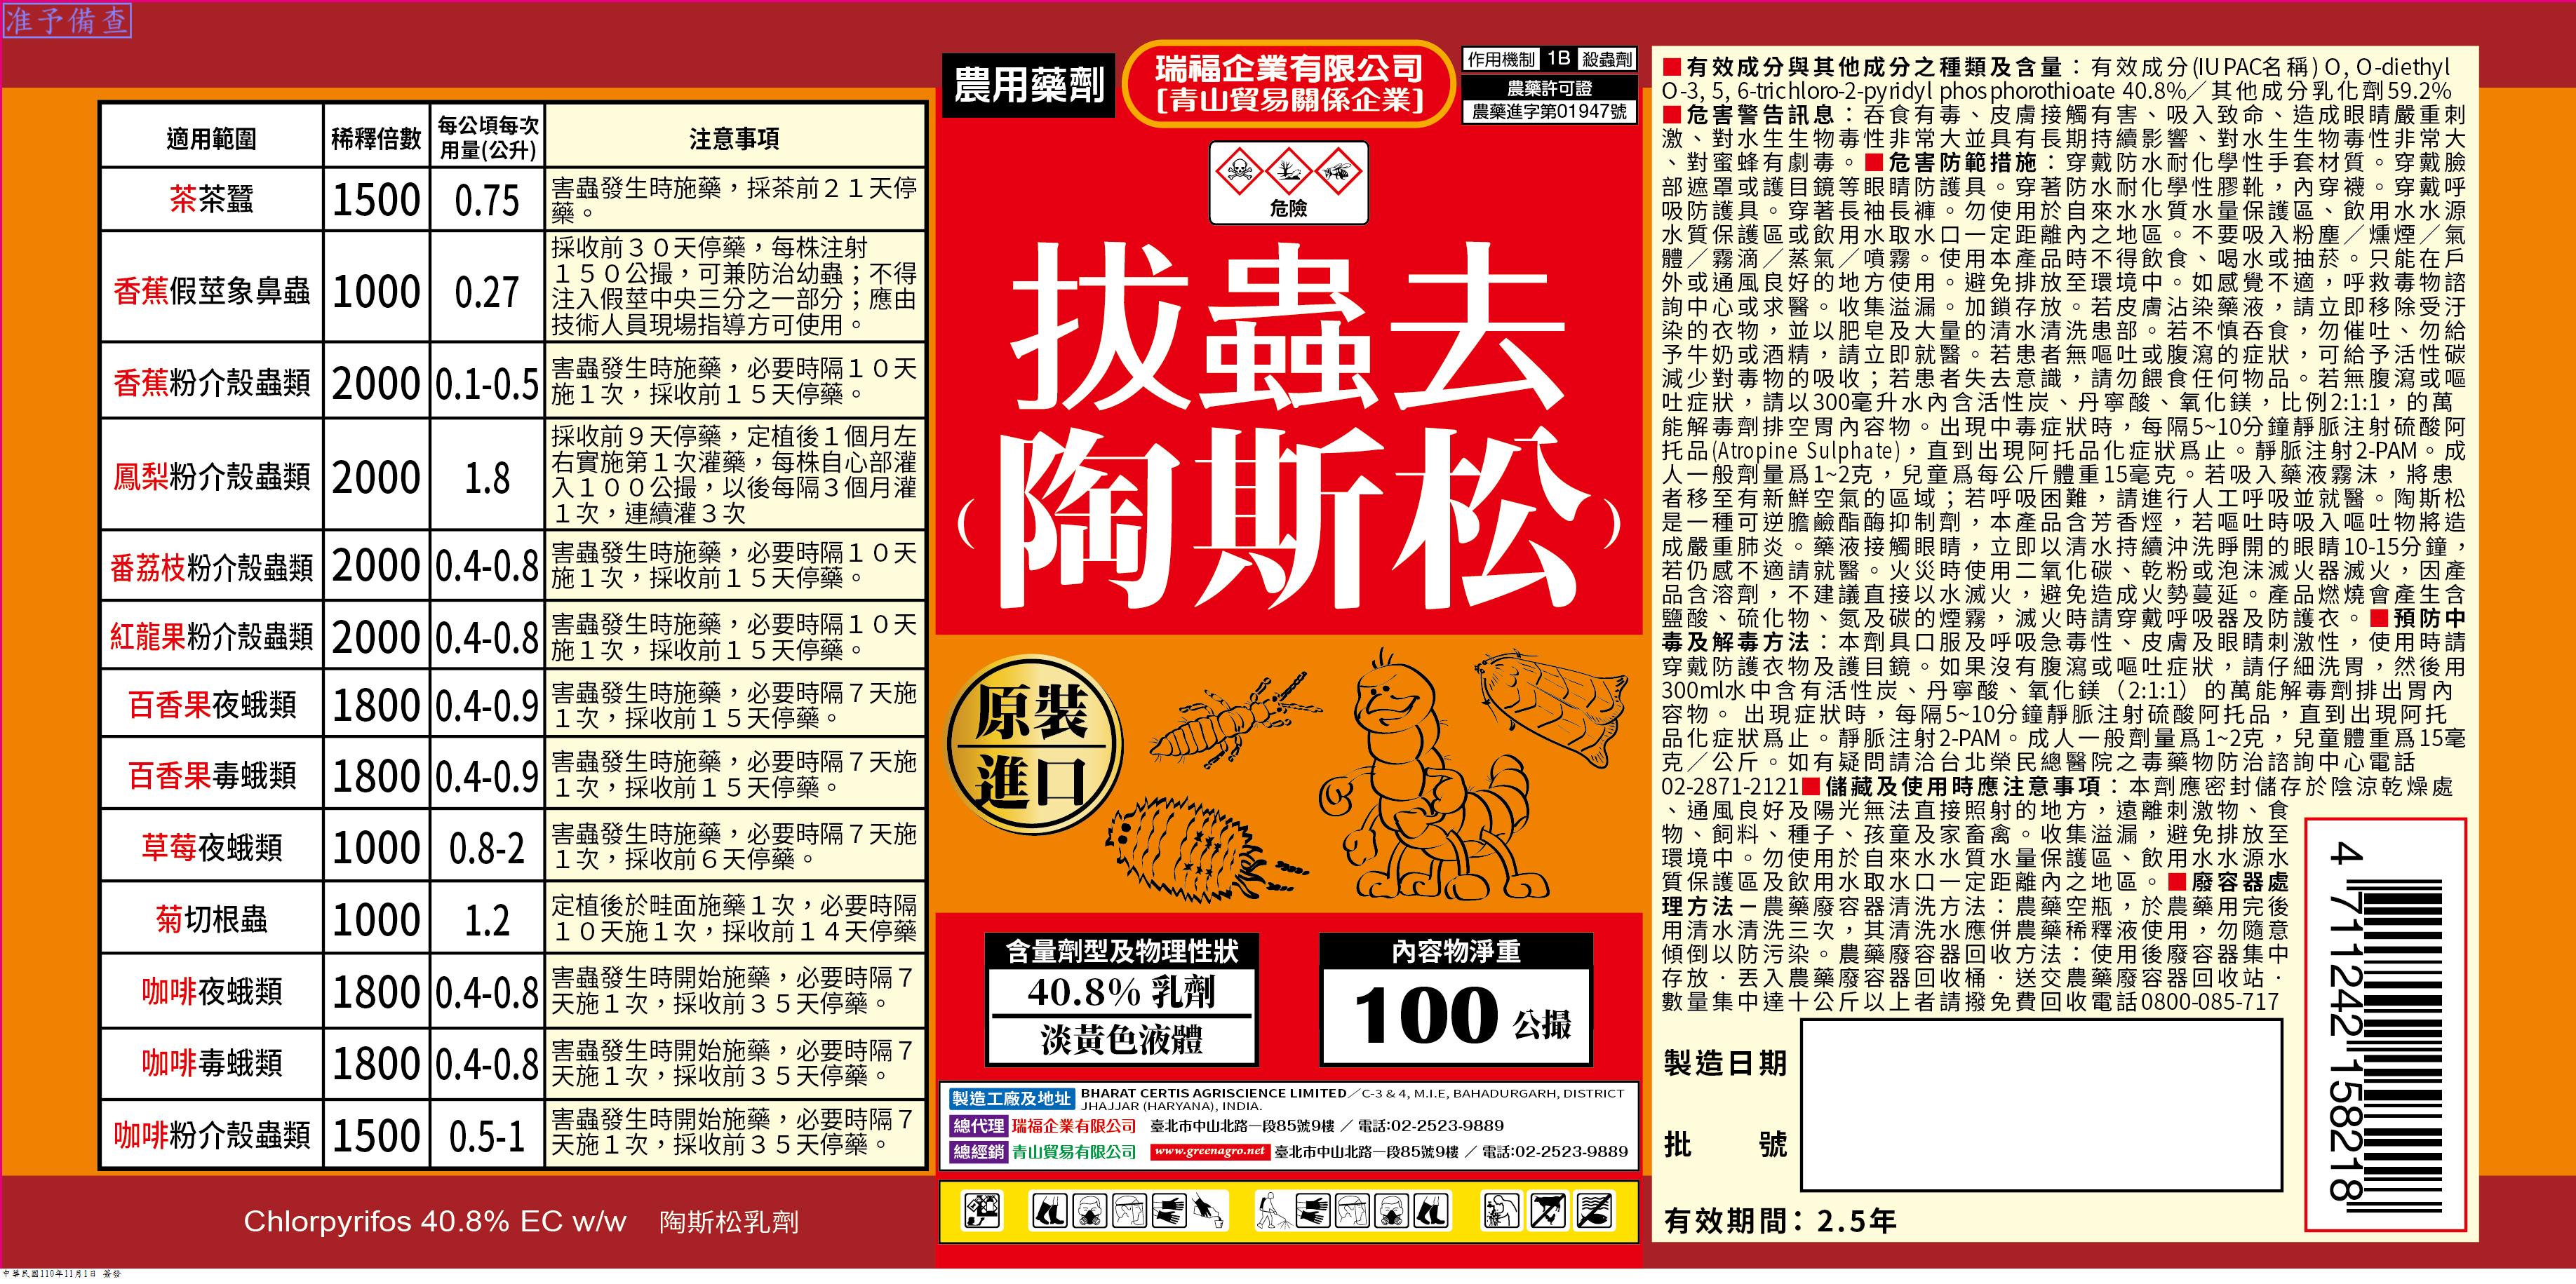 准予備查
適用範圍 稀釋倍數 每公頃每次用量(公升) 注意事項
茶茶蠶 1500 0.75 害蟲發生時施藥，採茶前２１天停
藥。
香蕉假莖象鼻蟲 1000 0.27 採收前３０天停藥，每株注射
１５０公撮，可兼防治幼蟲；不得
注入假莖中央三分之一部分；應由
技術人員現場指導方可使用。
香蕉粉介殼蟲類 2000 0.1-0.5 害蟲發生時施藥，必要時隔１０天
施１次，採收前１５天停藥。
鳳梨粉介殼蟲類 2000 1.8 採收前９天停藥，定植後１個月左
右實施第１次灌藥，每株自心部灌
入１００公撮，以後每隔３個月灌
１次，連續灌３次
番荔枝粉介殼蟲類 2000 0.4-0.8 害蟲發生時施藥，必要時隔１０天
施１次，採收前１５天停藥。
紅龍果粉介殼蟲類 2000 0.4-0.8 害蟲發生時施藥，必要時隔１０天
施１次，採收前１５天停藥。
百香果夜蛾類 1800 0.4-0.9 害蟲發生時施藥，必要時隔７天施
１次，採收前１５天停藥。
百香果毒蛾類 1800 0.4-0.9 害蟲發生時施藥，必要時隔７天施
１次，採收前１５天停藥。
草莓夜蛾類 1000 0.8-2 害蟲發生時施藥，必要時隔７天施
１次，採收前６天停藥。
菊切根蟲 1000 1.2 定植後於畦面施藥１次，必要時隔
１０天施１次，採收前１４天停藥
咖啡夜蛾類 1800 0.4-0.8 害蟲發生時開始施藥，必要時隔７
天施１次，採收前３５天停藥。
咖啡毒蛾類 1800 0.4-0.8 害蟲發生時開始施藥，必要時隔７
天施１次，採收前３５天停藥。
咖啡粉介殼蟲類 1500 0.5-1 害蟲發生時開始施藥，必要時隔７
天施１次，採收前３５天停藥。
Chlorpyrifos 40.8% EC w/w 陶斯松乳劑
中華民國110年11月1日 簽發
農用藥劑
瑞福企業有限公司
[青山貿易關係企業]
作用機制 1B 殺蟲劑
農藥許可證
農藥進字第01947號
危險
拔蟲去
（陶斯松）
原裝
進口
含量劑型及物理性狀
40.8% 乳劑
淡黃色液體
內容物淨重
100 公撮
製造工廠及地址 BHARAT CERTIS AGRISCIENCE LIMITED／C-3 & 4, M.I.E, BAHADURGARH, DISTRICT
JHAJJAR (HARYANA), INDIA.
總代理 瑞福企業有限公司 臺北市中山北路一段85號9樓 ／ 電話:02-2523-9889
總經銷 青山貿易有限公司 www.greenagro.net 臺北市中山北路一段85號9樓 ／ 電話:02-2523-9889
■有效成分與其他成分之種類及含量：有效成分(IUPAC名稱) O, O-diethyl
O-3, 5, 6-trichloro-2-pyridyl phosphorothioate 40.8%／其他成分乳化劑59.2%
■危害警告訊息：吞食有毒、皮膚接觸有害、吸入致命、造成眼睛嚴重刺
激、對水生生物毒性非常大並具有長期持續影響、對水生生物毒性非常大
、對蜜蜂有劇毒。■危害防範措施：穿戴防水耐化學性手套材質。穿戴臉
部遮罩或護目鏡等眼睛防護具。穿著防水耐化學性膠靴，內穿襪。穿戴呼
吸防護具。穿著長袖長褲。勿使用於自來水水質水量保護區、飲用水水源
水質保護區或飲用水取水口一定距離內之地區。不要吸入粉塵／燻煙／氣
體／霧滴／蒸氣／噴霧。使用本產品時不得飲食、喝水或抽菸。只能在戶
外或通風良好的地方使用。避免排放至環境中。如感覺不適，呼救毒物諮
詢中心或求醫。收集溢漏。加鎖存放。若皮膚沾染藥液，請立即移除受汙
染的衣物，並以肥皂及大量的清水清洗患部。若不慎吞食，勿催吐、勿給
予牛奶或酒精，請立即就醫。若患者無嘔吐或腹瀉的症狀，可給予活性碳
減少對毒物的吸收；若患者失去意識，請勿餵食任何物品。若無腹瀉或嘔
吐症狀，請以300毫升水內含活性炭、丹寧酸、氧化鎂，比例2:1:1，的萬
能解毒劑排空胃內容物。出現中毒症狀時，每隔5~10分鐘靜脈注射硫酸阿
托品(Atropine Sulphate)，直到出現阿托品化症狀爲止。靜脈注射2-PAM。成
人一般劑量爲1~2克，兒童爲每公斤體重15毫克。若吸入藥液霧沫，將患
者移至有新鮮空氣的區域；若呼吸困難，請進行人工呼吸並就醫。陶斯松
是一種可逆膽鹼酯酶抑制劑，本產品含芳香烴，若嘔吐時吸入嘔吐物將造
成嚴重肺炎。藥液接觸眼睛，立即以清水持續沖洗睜開的眼睛10-15分鐘，
若仍感不適請就醫。火災時使用二氧化碳、乾粉或泡沫滅火器滅火，因產
品含溶劑，不建議直接以水滅火，避免造成火勢蔓延。產品燃燒會產生含
鹽酸、硫化物、氮及碳的煙霧，滅火時請穿戴呼吸器及防護衣。■預防中
毒及解毒方法：本劑具口服及呼吸急毒性、皮膚及眼睛刺激性，使用時請
穿戴防護衣物及護目鏡。如果沒有腹瀉或嘔吐症狀，請仔細洗胃，然後用
300ml水中含有活性炭、丹寧酸、氧化鎂（2:1:1）的萬能解毒劑排出胃內
容物。 出現症狀時，每隔5~10分鐘靜脈注射硫酸阿托品，直到出現阿托
品化症狀爲止。靜脈注射2-PAM。成人一般劑量爲1~2克，兒童體重爲15毫
克／公斤。如有疑問請洽台北榮民總醫院之毒藥物防治諮詢中心電話
02-2871-2121■儲藏及使用時應注意事項：本劑應密封儲存於陰涼乾燥處
、通風良好及陽光無法直接照射的地方，遠離刺激物、食
物、飼料、種子、孩童及家畜禽。收集溢漏，避免排放至
環境中。勿使用於自來水水質水量保護區、飲用水水源水
質保護區及飲用水取水口一定距離內之地區。■廢容器處
理方法－農藥廢容器清洗方法：農藥空瓶，於農藥用完後
用清水清洗三次，其清洗水應併農藥稀釋液使用，勿隨意
傾倒以防污染。農藥廢容器回收方法：使用後廢容器集中
存放．丟入農藥廢容器回收桶．送交農藥廢容器回收站．
數量集中達十公斤以上者請撥免費回收電話0800-085-717
製造日期
批 號
有效期間：2.5年
4 711242 158218